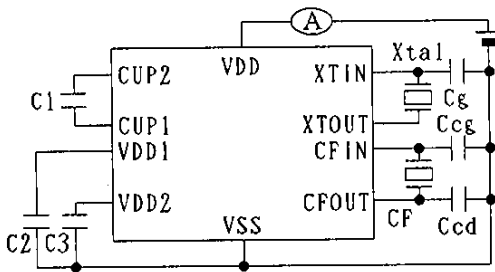 A
VDD
Xtal
CUP2
XTIN
C1
Cg
CUP1
XTOUT
Ccg
VDD1
CFIN
VDD2
CFOUT
CF
Ccd
C2
C3
VSS